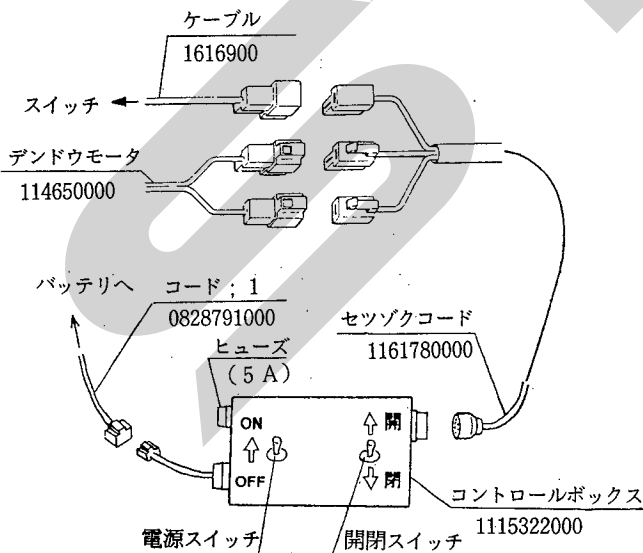 ケーブル
1616900
スイッチ
デンドウモータ
114650000
バッテリへ
コード ; 1
0828791000
ヒューズ
(5 A)
セツゾクコード
1161780000
ON
OFF
開
閉
コントロールボックス
1115322000
電源スイッチ
開閉スイッチ